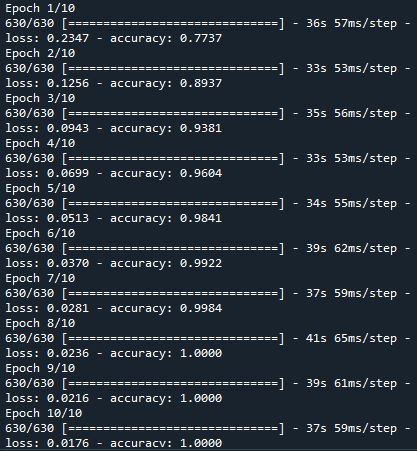 Epoch 1/10
630/630 [==============================] - 36s 57ms/step -
loss: 0.2347 - accuracy: 0.7737
Epoch 2/10
630/630 [==============================] - 33s 53ms/step -
loss: 0.1256 - accuracy: 0.8937
Epoch 3/10
630/630 [==============================] - 35s 56ms/step -
loss: 0.0943 - accuracy: 0.9381
Epoch 4/10
630/630 [==============================] - 33s 53ms/step -
loss: 0.0699 - accuracy: 0.9604
Epoch 5/10
630/630 [==============================] - 34s 55ms/step -
loss: 0.0513 - accuracy: 0.9841
Epoch 6/10
630/630 [==============================] - 39s 62ms/step -
loss: 0.0370 - accuracy: 0.9922
Epoch 7/10
630/630 [==============================] - 37s 59ms/step -
loss: 0.0281 - accuracy: 0.9984
Epoch 8/10
630/630 [==============================] - 41s 65ms/step -
loss: 0.0236 - accuracy: 1.0000
Epoch 9/10
630/630 [==============================] - 39s 61ms/step -
loss: 0.0216 - accuracy: 1.0000
Epoch 10/10
630/630 [==============================] - 37s 59ms/step -
loss: 0.0176 - accuracy: 1.0000